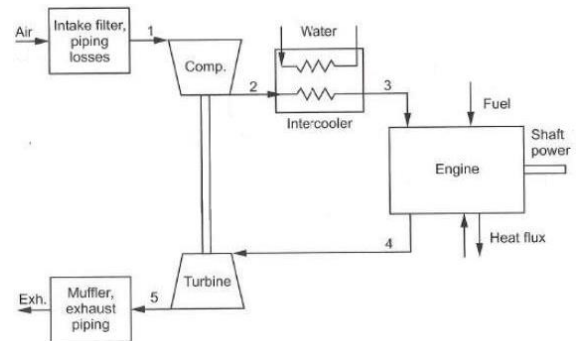 Air
Intake filter,
piping
losses
1
Comp.
2
Water
Intercooler
3
Fuel
Engine
Shaft
power
Heat flux
4
Turbine
5
Muffler,
exhaust
piping
Exh.